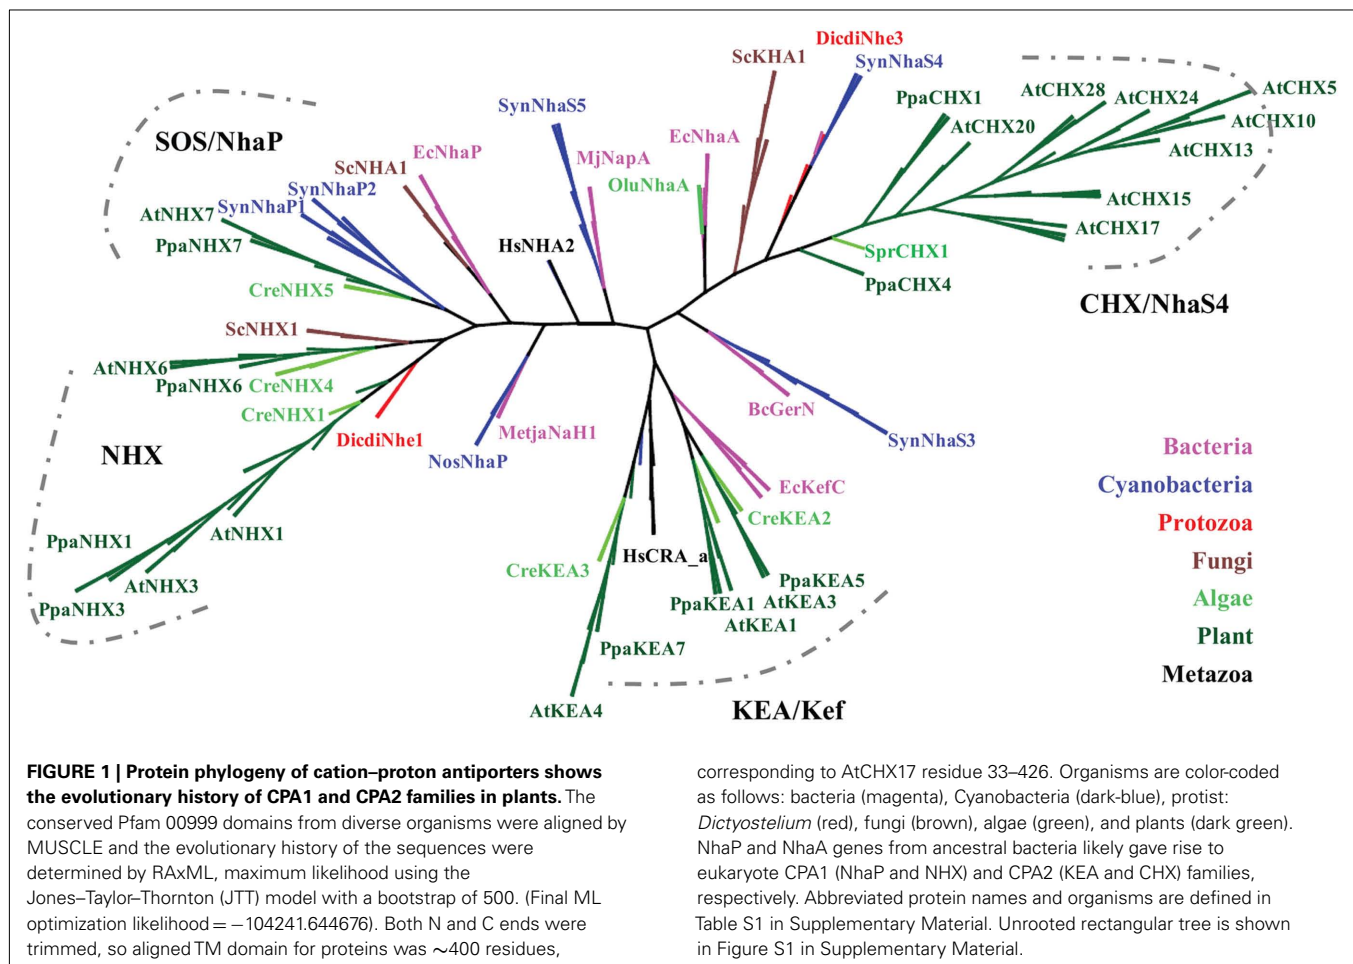 DicdiNhe3
ScKHA1
SynNhaS4
AtCHX28
AtCHX5
PpaCHX1
AtCHX24
SynNhaS5
AtCHX10
AtCHX20
SOS/NhaP
EcNhaP
EcNhaA
AtCHX13
ScNHA1
MjNapA
OluNhaA
SynNhaP2
AtCHX15
SynNhaP1
AtNHX7
AtCHX17
PpaNHX7
HsNHA2
SprCHX1
CreNHX5
PpaCHX4
CHX/NhaS4
ScNHX1
AtNHX6
PpaNHX6
CreNHX4
BcGerN
CreNHX1
DicdiNhe1
MetjaNaH1
SynNhaS3
NHX
NosNhaP
Bacteria
EcKefC
Cyanobacteria
CreKEA2
AtNHX1
Protozoa
PpaNHX1
HsCRA_a
Fungi
CreKEA3
AtNHX3
PpaKEA5
PpaNHX3
PpaKEA1
AtKEA3
Algae
AtKEA1
PpaKEA7
Plant
Metazoa
AtKEA4
KEA/Kef
FIGURE 1 | Protein phylogeny of cation–proton antiporters shows
the evolutionary history of CPA1 and CPA2 families in plants. The
conserved Pfam 00999 domains from diverse organisms were aligned by
MUSCLE and the evolutionary history of the sequences were
determined by RAxML, maximum likelihood using the
Jones–Taylor–Thornton (JTT) model with a bootstrap of 500. (Final ML
optimization likelihood = −104241.644676). Both N and C ends were
trimmed, so aligned TM domain for proteins was ~400 residues,
corresponding to AtCHX17 residue 33–426. Organisms are color-coded
as follows: bacteria (magenta), Cyanobacteria (dark-blue), protist:
Dictyostelium (red), fungi (brown), algae (green), and plants (dark green).
NhaP and NhaA genes from ancestral bacteria likely gave rise to
eukaryote CPA1 (NhaP and NHX) and CPA2 (KEA and CHX) families,
respectively. Abbreviated protein names and organisms are defined in
Table S1 in Supplementary Material. Unrooted rectangular tree is shown
in Figure S1 in Supplementary Material.